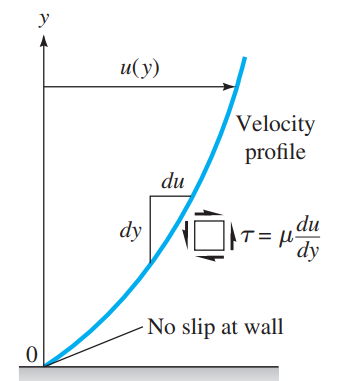 y
u(y)
Velocity
profile
du
dy
τ = μ du/dy
No slip at wall
0